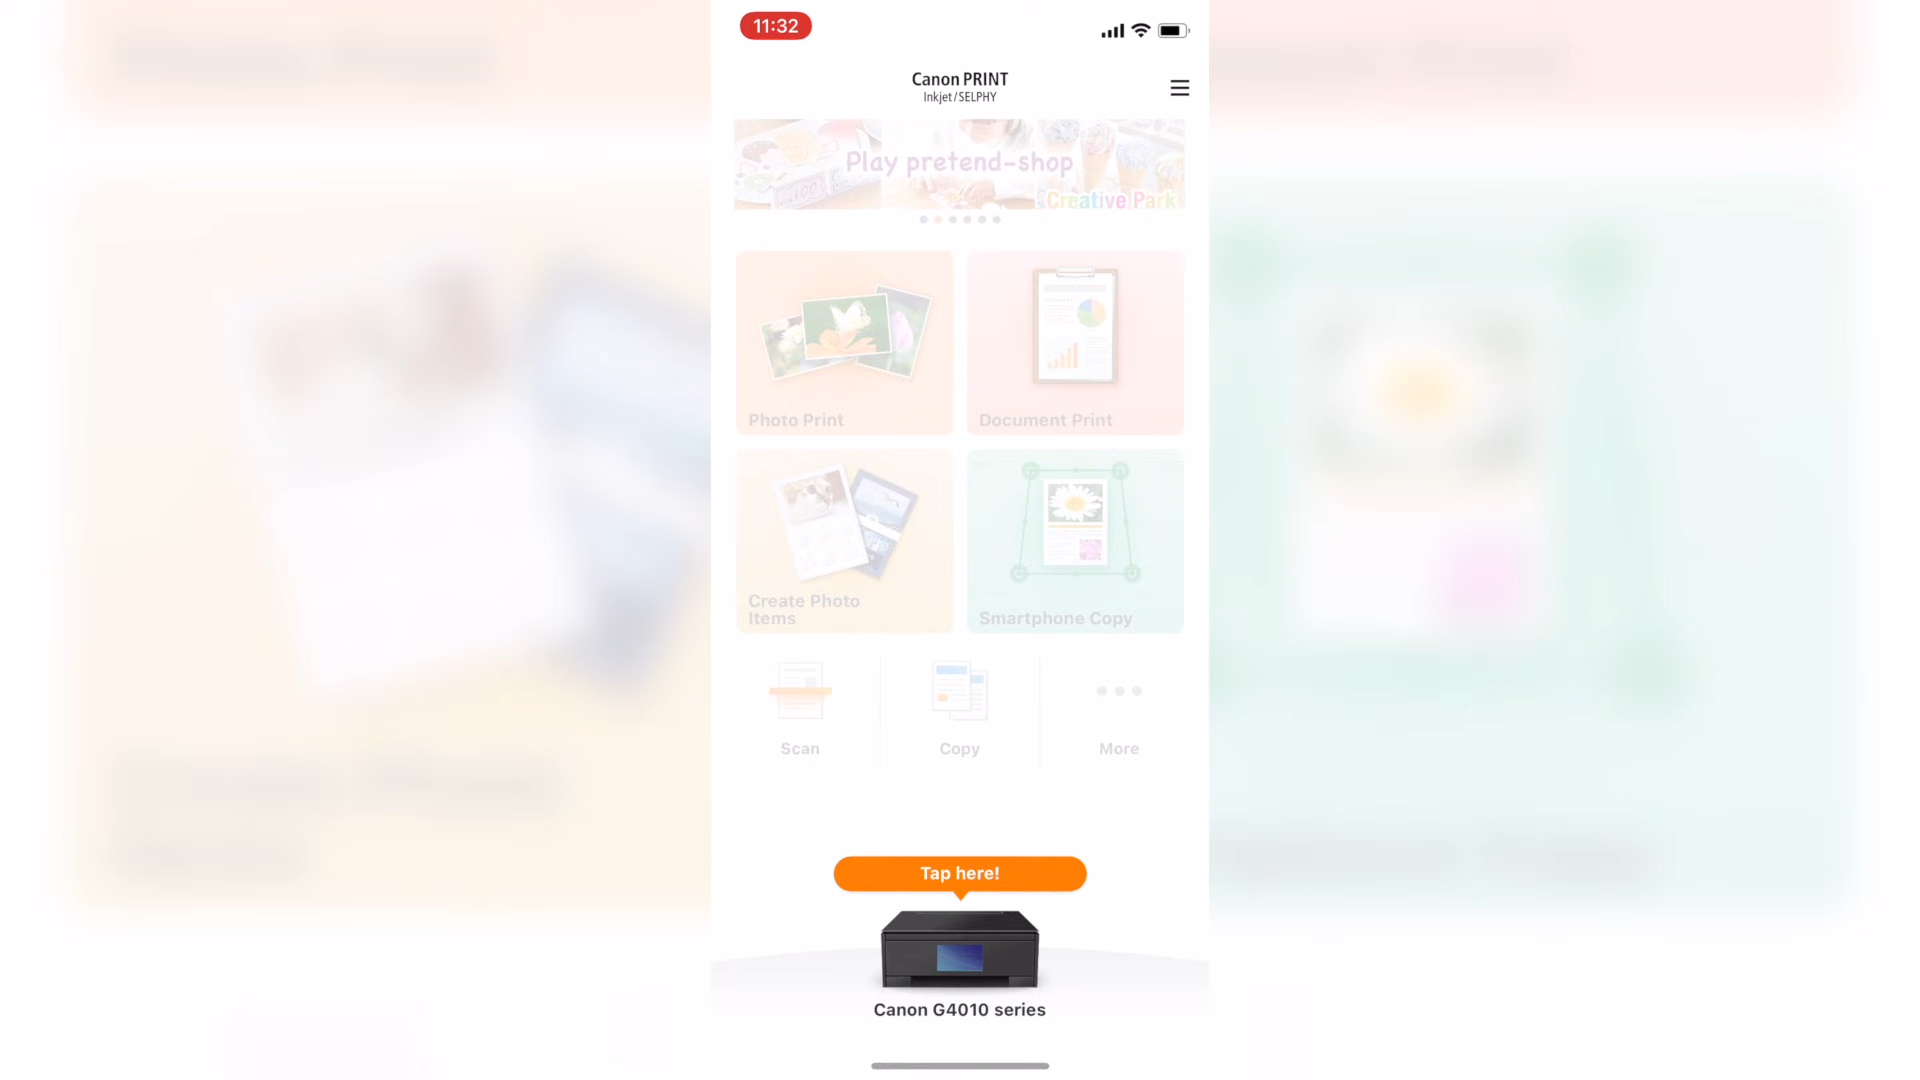 11:32
Canon PRINT
Inkjet/SELPHY
Play pretend-shop
Creative Park
100
Photo Print
Document Print
Create Photo
Items
Smartphone Copy
Scan
Copy
More
Tap here!
Canon G4010 series